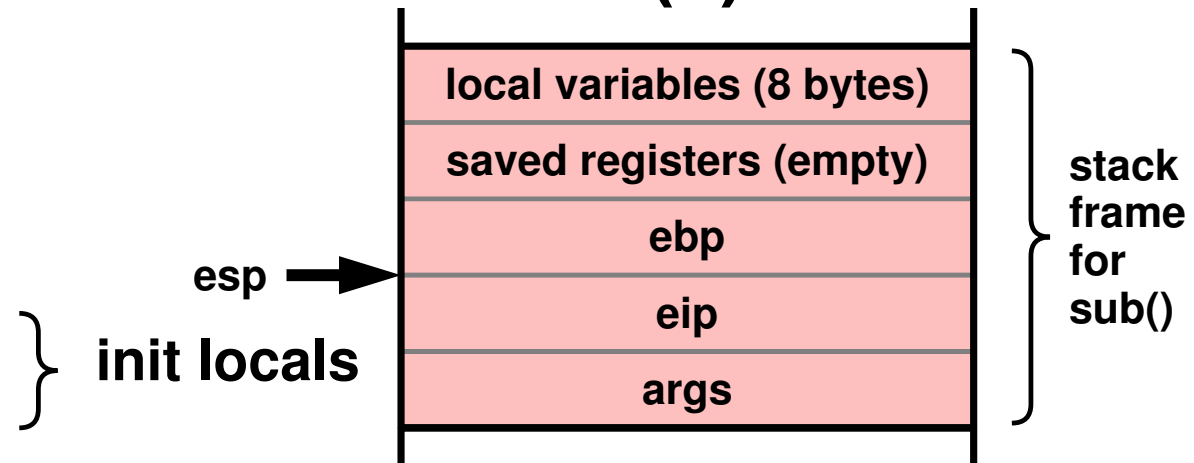 ( )
local variables (8 bytes)
saved registers (empty)
ebp
esp
eip
args
init locals
stack
frame
for
sub()